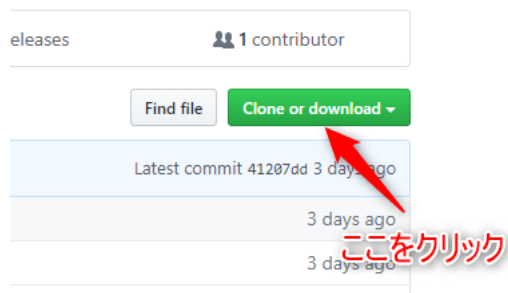 eleases 1 contributor
Find file Clone or download
Latest commit 41207dd 3 days ago
3 days ago
ここをクリック
3 days ago